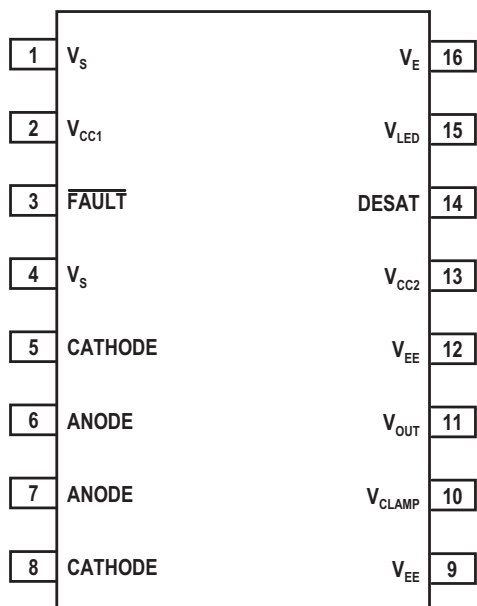 1 V_S V_E 16
2 V_CC1 V_LED 15
3 F̅A̅U̅L̅T̅ DESAT 14
4 V_S V_CC2 13
5 CATHODE V_EE 12
6 ANODE V_OUT 11
7 ANODE V_CLAMP 10
8 CATHODE V_EE 9